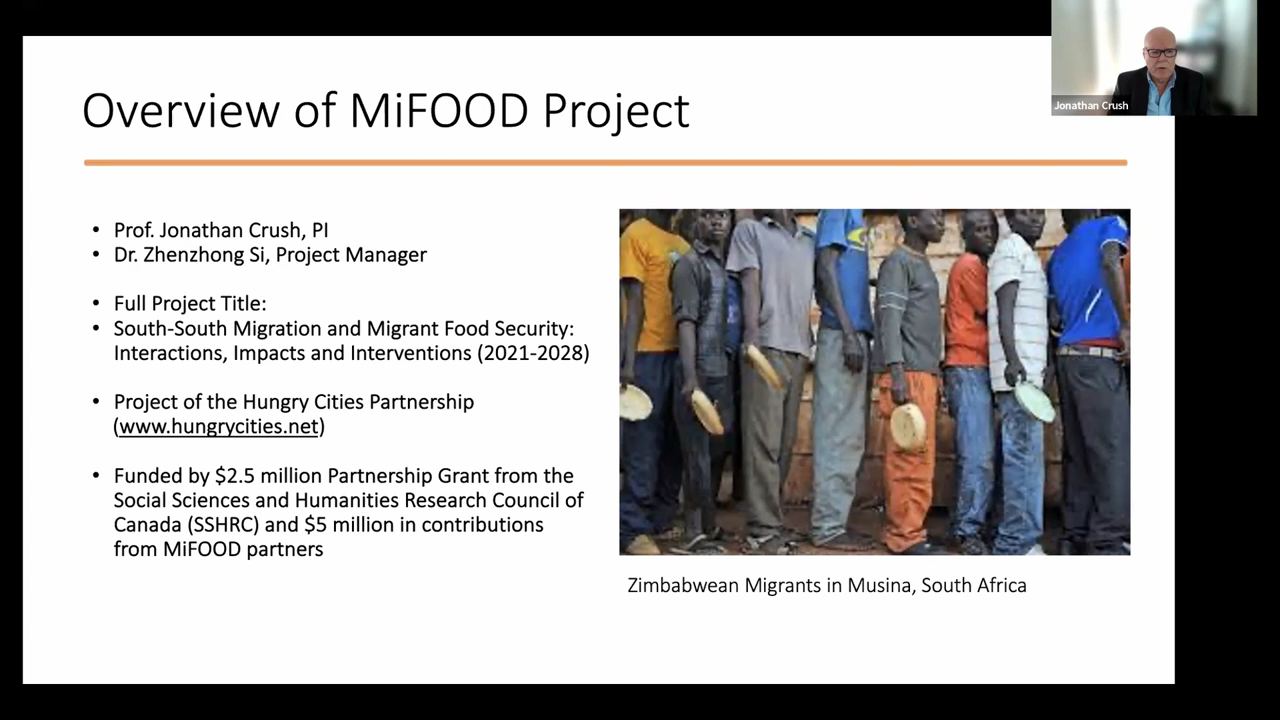 Overview of MiFOOD Project
Jonathan Crush
• Prof. Jonathan Crush, PI
• Dr. Zhenzhong Si, Project Manager
• Full Project Title:
• South-South Migration and Migrant Food Security:
Interactions, Impacts and Interventions (2021-2028)
• Project of the Hungry Cities Partnership
(www.hungrycities.net)
• Funded by $2.5 million Partnership Grant from the
Social Sciences and Humanities Research Council of
Canada (SSHRC) and $5 million in contributions
from MiFOOD partners
Zimbabwean Migrants in Musina, South Africa